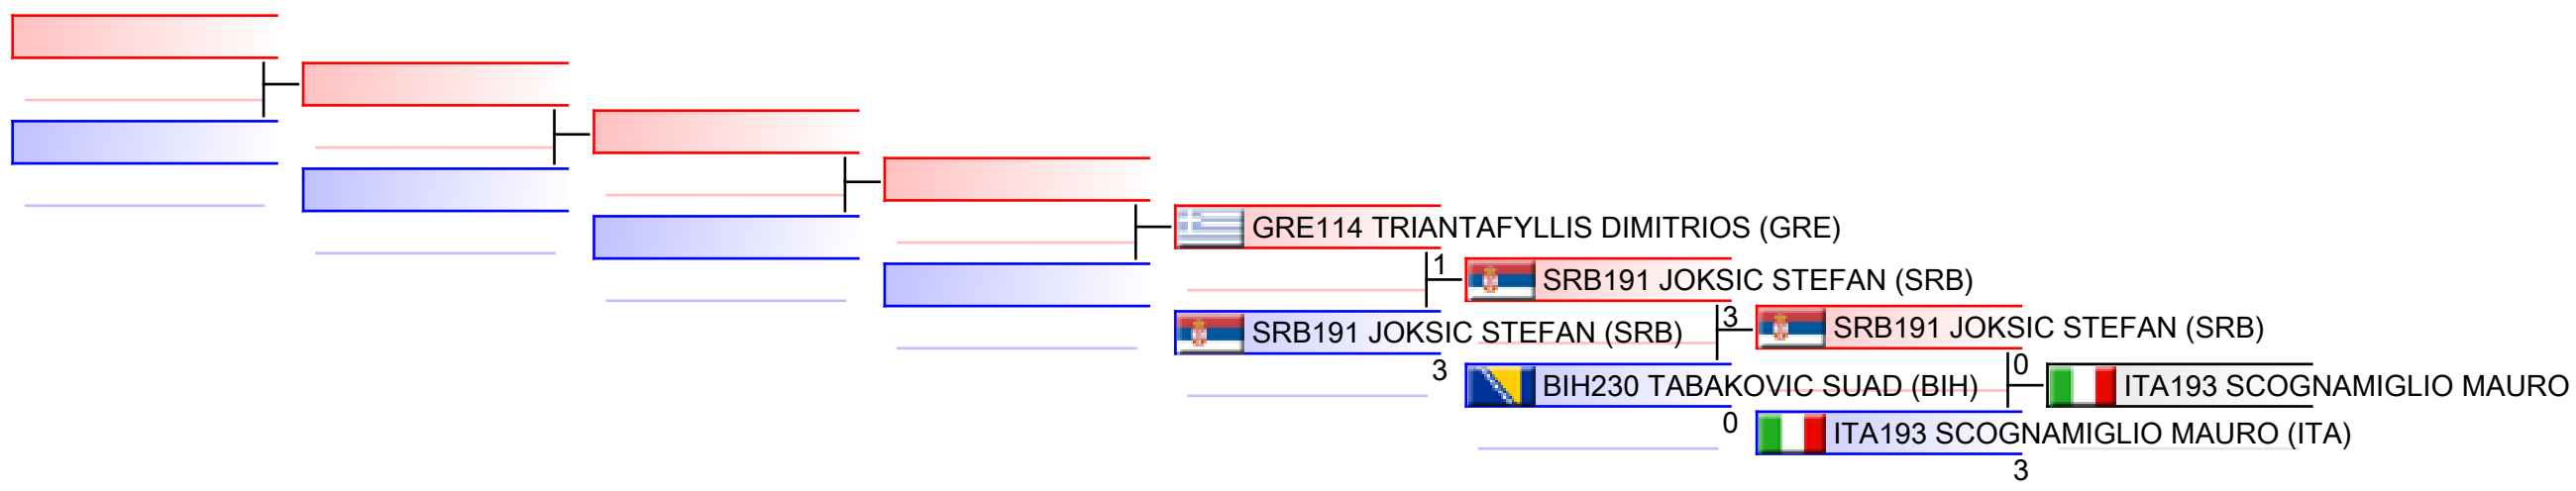 GRE114 TRIANTAFYLLIS DIMITRIOS (GRE)
1
SRB191 JOKSIC STEFAN (SRB)
SRB191 JOKSIC STEFAN (SRB)
3
3
SRB191 JOKSIC STEFAN (SRB)
BIH230 TABAKOVIC SUAD (BIH)
0
0
ITA193 SCOGNAMIGLIO MAURO
ITA193 SCOGNAMIGLIO MAURO (ITA)
3